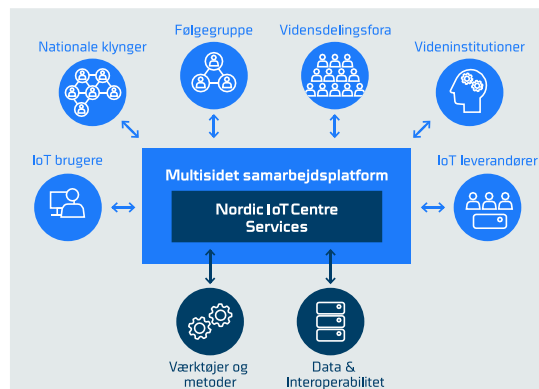 Nationale klynger
Følgegruppe
Vidensdelingsfora
Videninstitutioner
IoT brugere
Multisidet samarbejdsplatform
IoT leverandører
Nordic IoT Centre
Services
Værktøjer og
metoder
Data &
Interoperabilitet